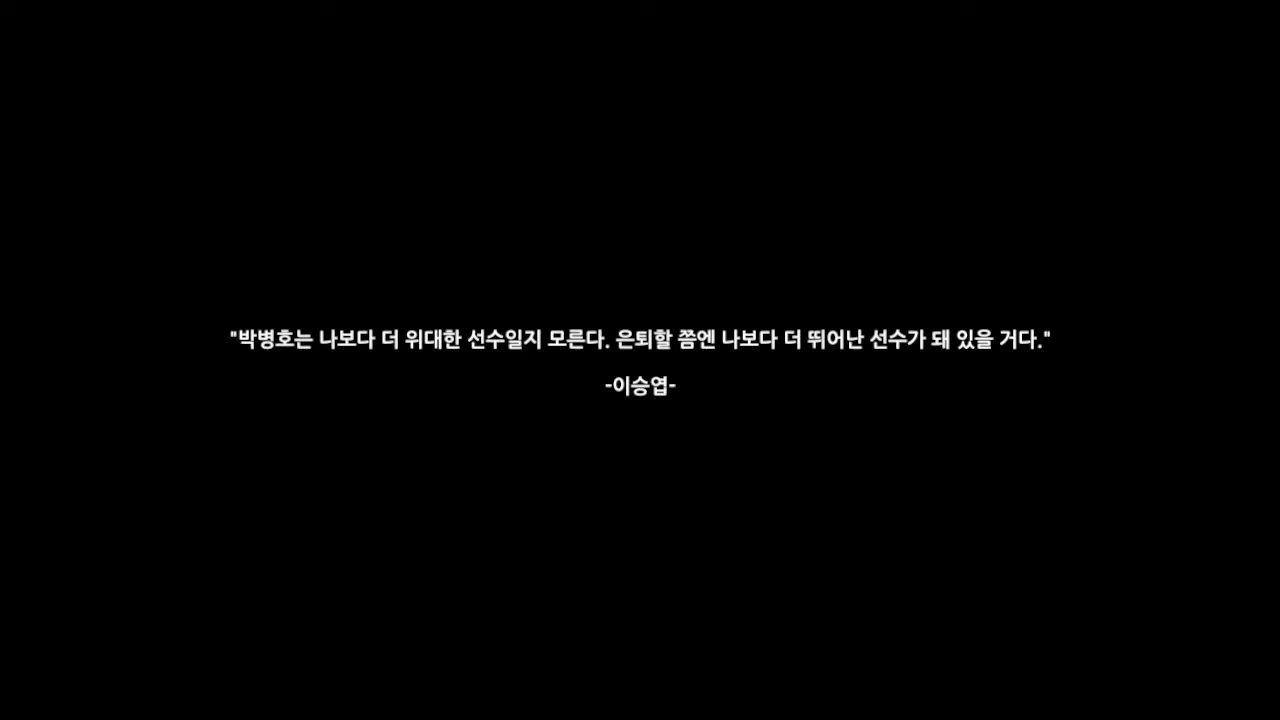 "박병호는 나보다 더 위대한 선수일지 모른다. 은퇴할 쯤엔 나보다 더 뛰어난 선수가 돼 있을 거다."
-이승엽-